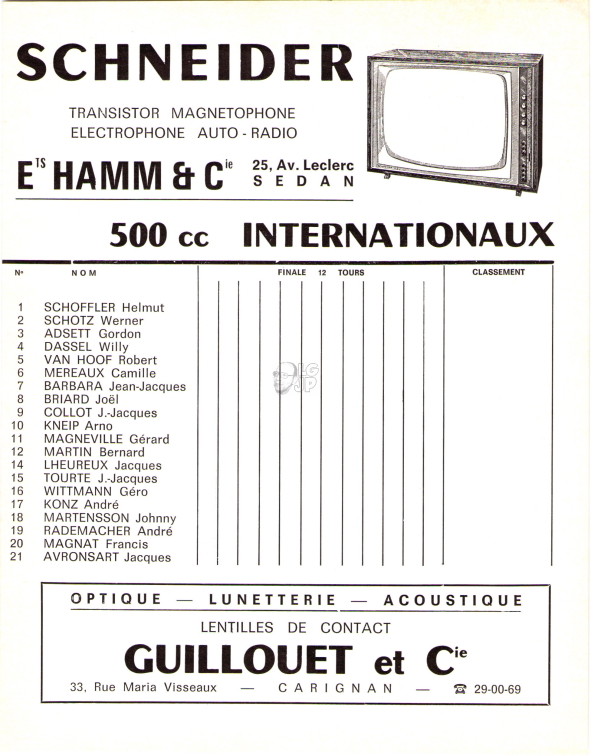 SCHNEIDER
TRANSISTOR MAGNETOPHONE
ELECTROPHONE AUTO - RADIO
Eᵀˢ HAMM & Cⁱᵉ 25, Av. Leclerc
SEDAN
500 cc INTERNATIONAUX
Nº NOM FINALE 12 TOURS CLASSEMENT
1 SCHOFFLER Helmut
2 SCHOTZ Werner
3 ADSETT Gordon
4 DASSEL Willy
5 VAN HOOF Robert
6 MEREAUX Camille
7 BARBARA Jean-Jacques
8 BRIARD Joël
9 COLLOT J.-Jacques
10 KNEIP Arno
11 MAGNEVILLE Gérard
12 MARTIN Bernard
14 LHEUREUX Jacques
15 TOURTE J.-Jacques
16 WITTMANN Géro
17 KONZ André
18 MARTENSSON Johnny
19 RADEMACHER André
20 MAGNAT Francis
21 AVRONSART Jacques
LG
JP
OPTIQUE — LUNETTERIE — ACOUSTIQUE
LENTILLES DE CONTACT
GUILLOUET et Cⁱᵉ
33, Rue Maria Visseaux — CARIGNAN — ☎ 29-00-69